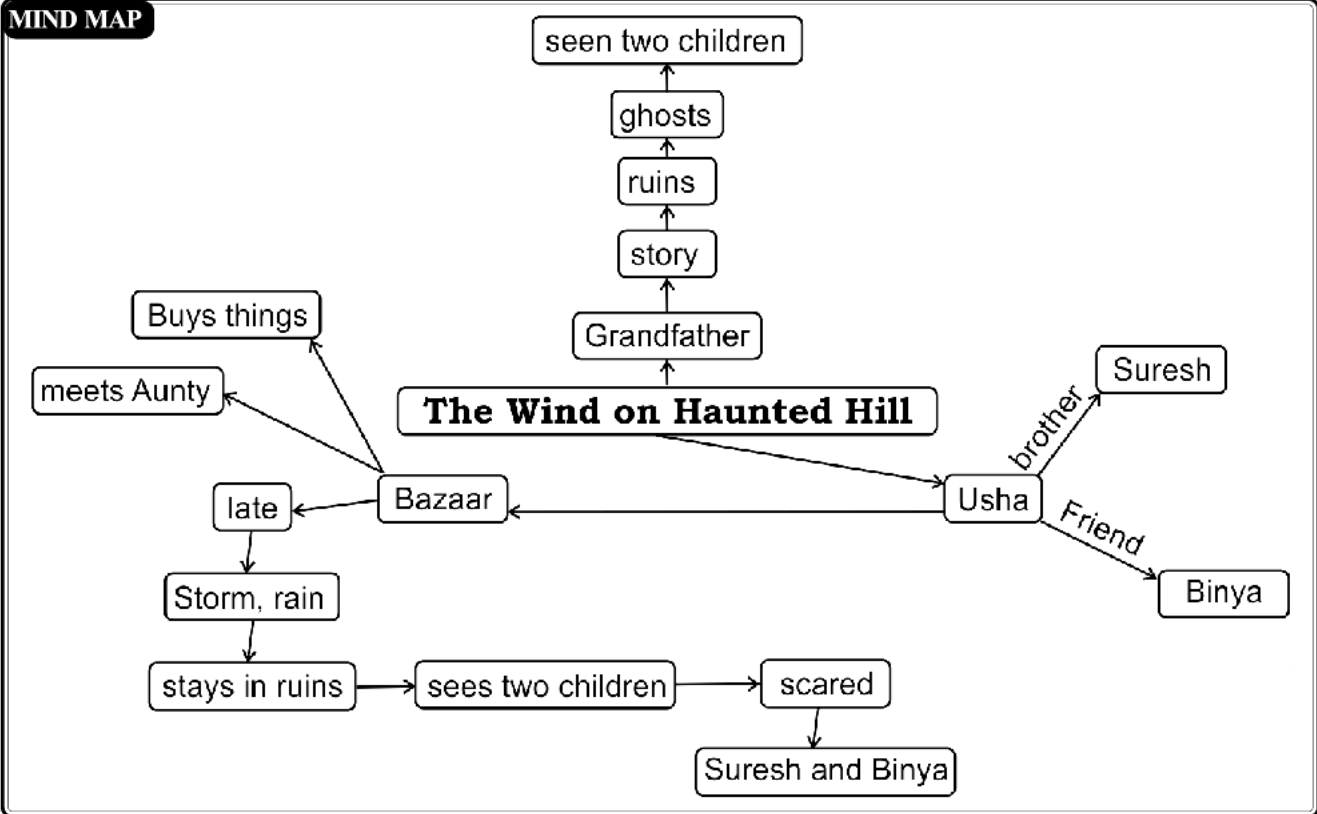 MIND MAP
seen two children
ghosts
ruins
story
Grandfather
The Wind on Haunted Hill
Buys things
meets Aunty
Bazaar
late
Storm, rain
stays in ruins
sees two children
scared
Suresh and Binya
Usha
brother
Suresh
Friend
Binya